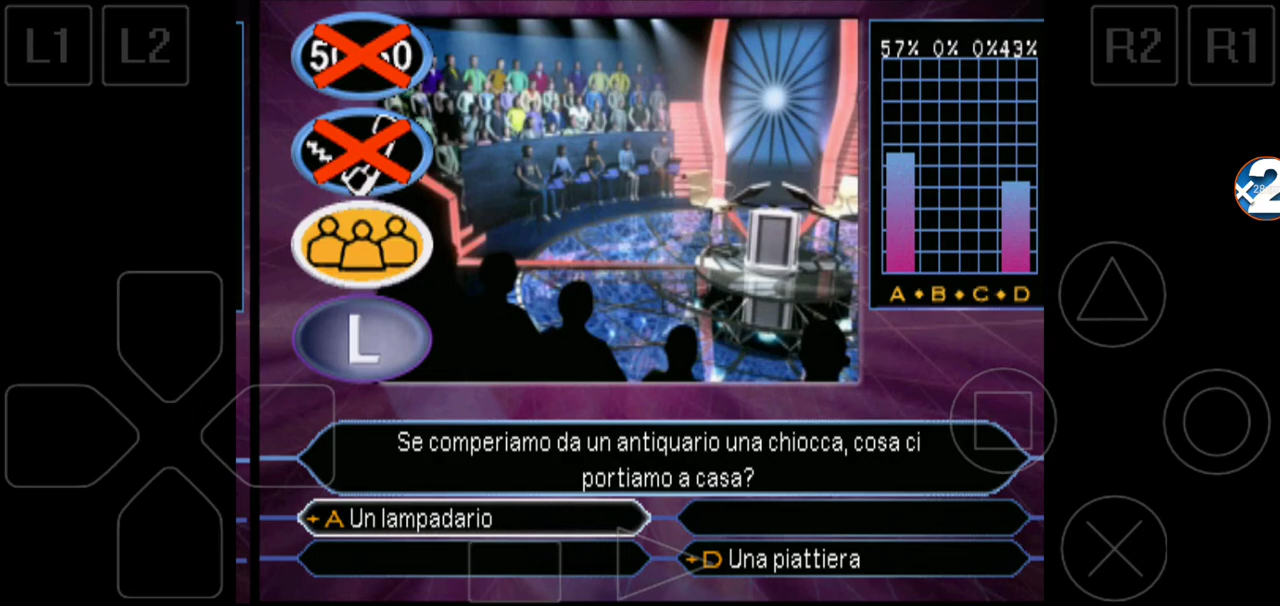 L1
L2
R2
R1
57% 0% 0%43%
A ◆ B ◆ C ◆ D
L
Se comperiamo da un antiquario una chiocca, cosa ci
portiamo a casa?
A Un lampadario
D Una piattiera